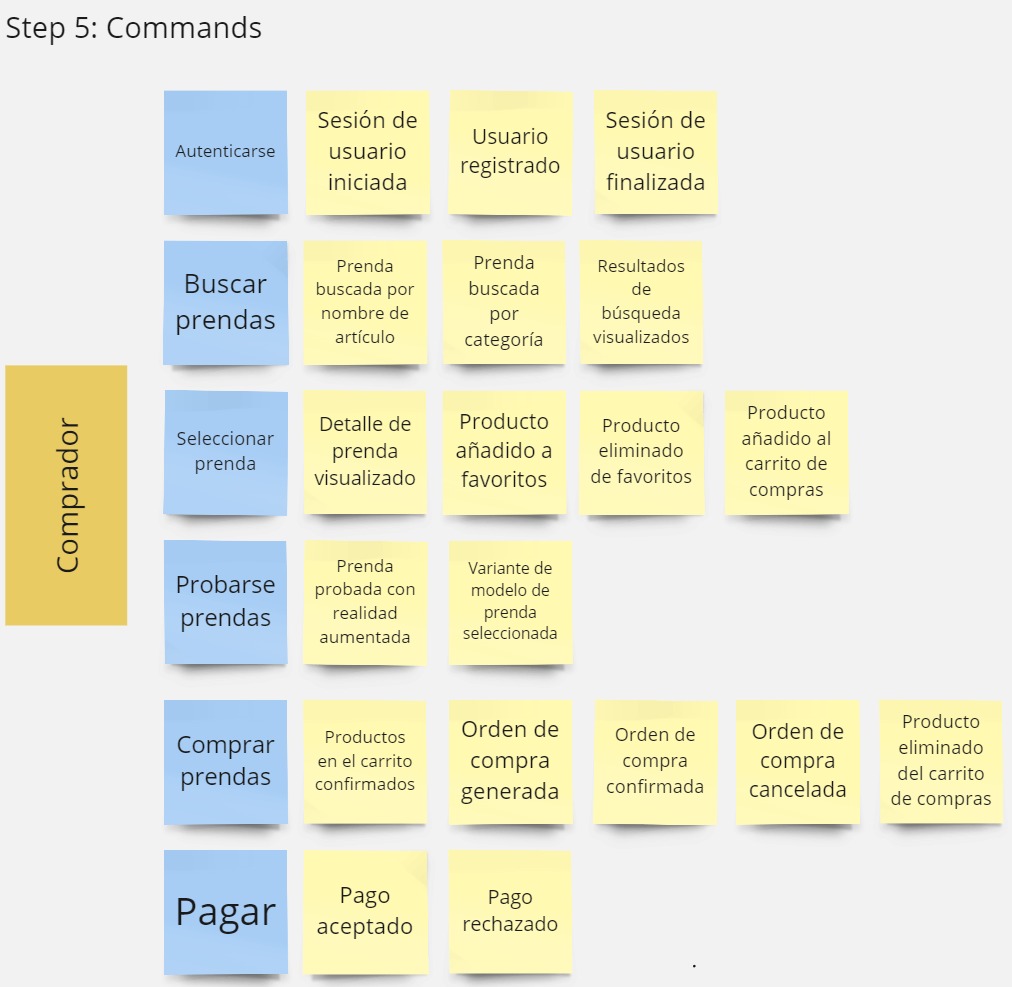 Step 5: Commands
Autenticarse
Sesión de
usuario
iniciada
Usuario
registrado
Sesión de
usuario
finalizada
Buscar
prendas
Prenda
buscada por
nombre de
artículo
Prenda
buscada
por
categoría
Resultados
de
búsqueda
visualizados
Comprador
Seleccionar
prenda
Detalle de
prenda
visualizado
Producto
añadido a
favoritos
Producto
eliminado
de favoritos
Producto
añadido al
carrito de
compras
Probarse
prendas
Prenda
probada con
realidad
aumentada
Variante de
modelo de
prenda
seleccionada
Comprar
prendas
Productos
en el carrito
confirmados
Orden de
compra
generada
Orden de
compra
confirmada
Orden de
compra
cancelada
Producto
eliminado
del carrito
de compras
Pagar
Pago
aceptado
Pago
rechazado
.